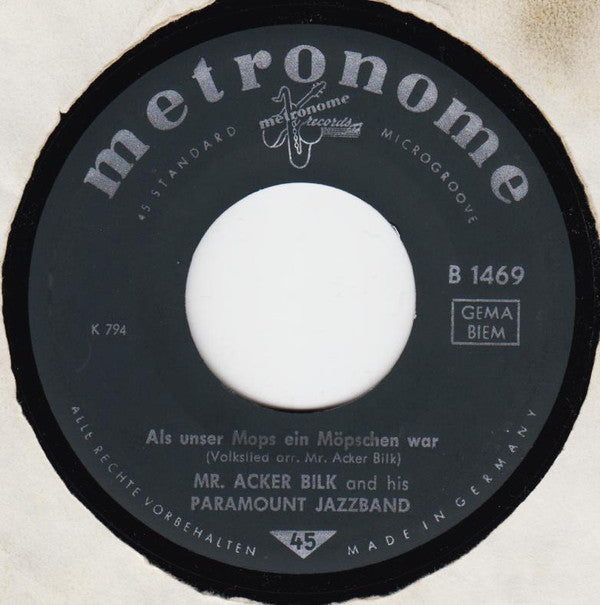 metronome
metronome
records
45 STANDARD
MICROGROOVE
B 1469
GEMA
BIEM
K 794
Als unser Mops ein Möpschen war
(Volkslied arr. Mr. Acker Bilk)
MR. ACKER BILK and his
PARAMOUNT JAZZBAND
ALLE RECHTE VORBEHALTEN
45
MADE IN GERMANY